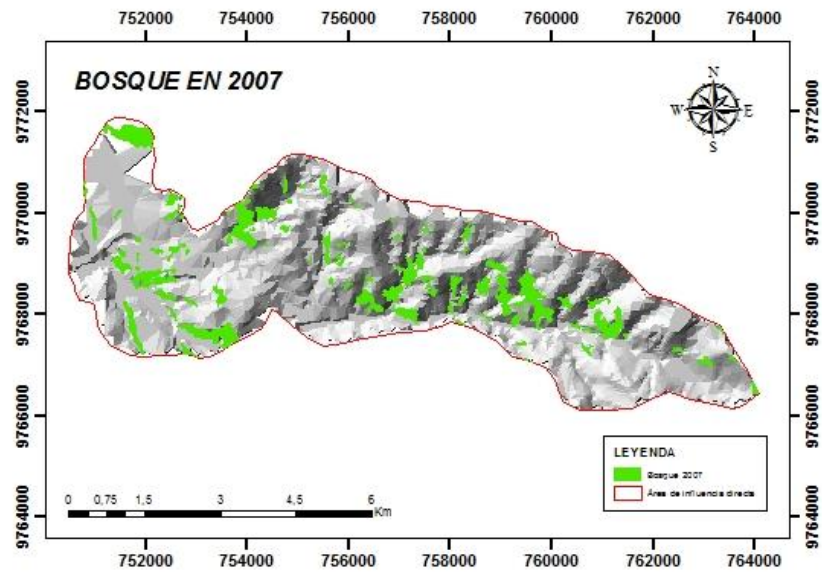 752000 754000 756000 758000 760000 762000 764000
BOSQUE EN 2007
N
W E
S
9772000 9772000
9770000 9770000
9768000 9768000
9766000 9766000
9764000 9764000
LEYENDA
Bosque 2007
Área de influencia directa
0 0,75 1,5 3 4,5 6
Km
752000 754000 756000 758000 760000 762000 764000